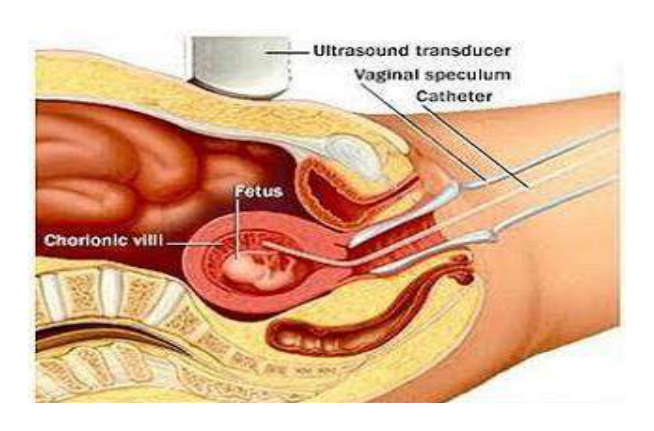 Ultrasound transducer
Vaginal speculum
Catheter
Fetus
Chorionic villi